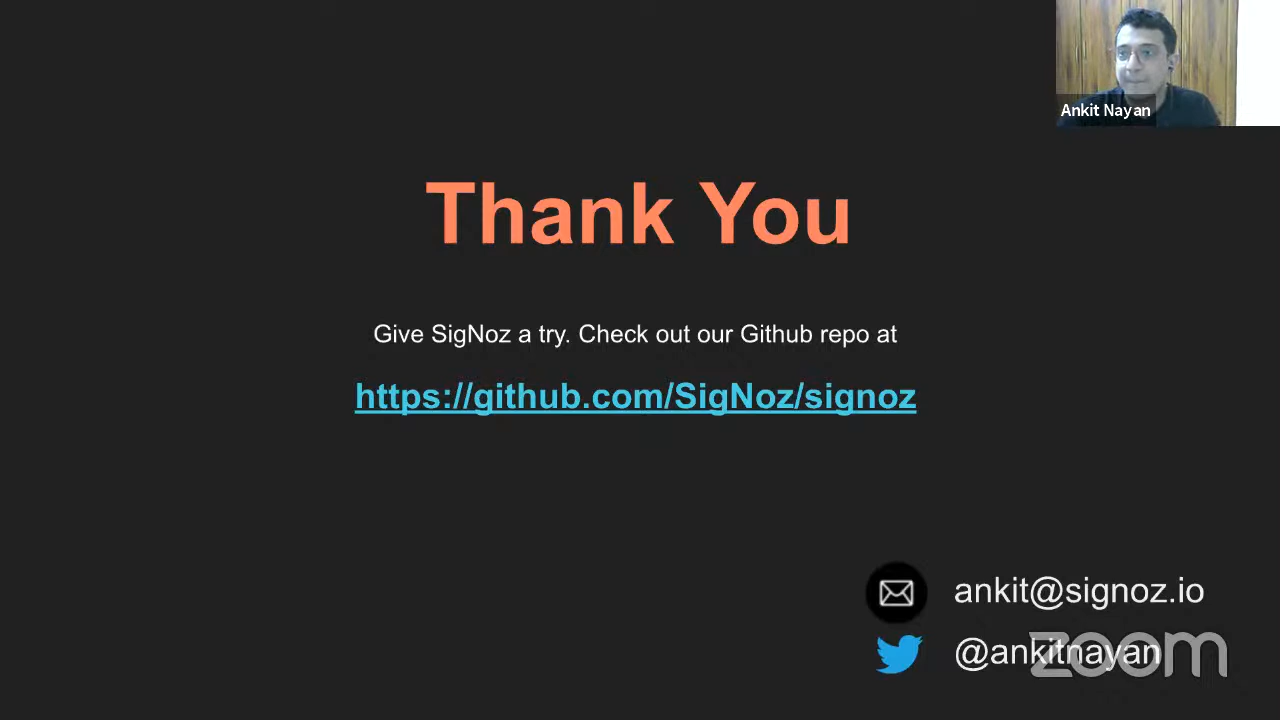 Ankit Nayan
Thank You
Give SigNoz a try. Check out our Github repo at
https://github.com/SigNoz/signoz
ankit@signoz.io
@ankitnayan
zoom